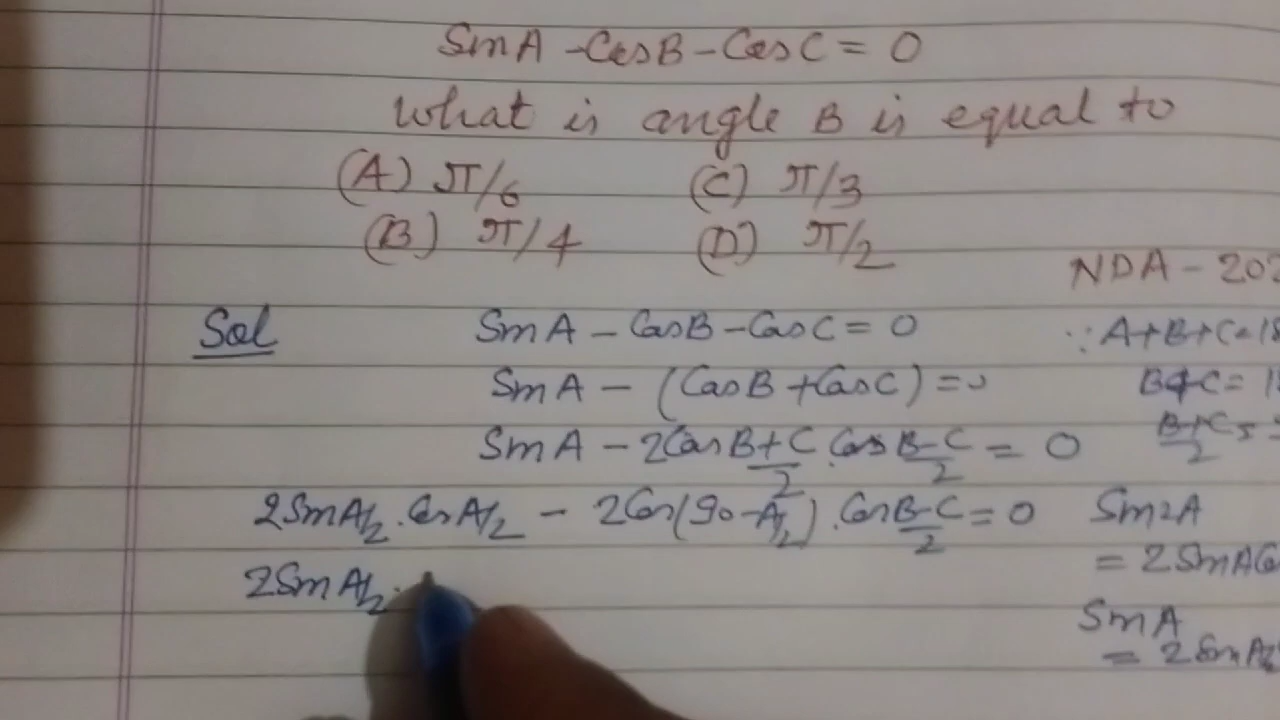 SinA - CosB - CosC = 0
What is angle B is equal to
(A) π/6 (C) π/3
(B) π/4 (D) π/2
NDA - 202
Sol SinA - CosB - CosC = 0 ∵ A+B+C=18
SinA - (CosB + CosC) = 0 B+C = 1
SinA - 2Cos B+C/2 . Cos B-C/2 = 0 B+C/2 =
2SinA/2 . CosA/2 - 2Cos(90-A/2) . Cos B-C/2 = 0 Sin2A
= 2SinACo
2SinA/2 .
SinA
= 2SinA/2